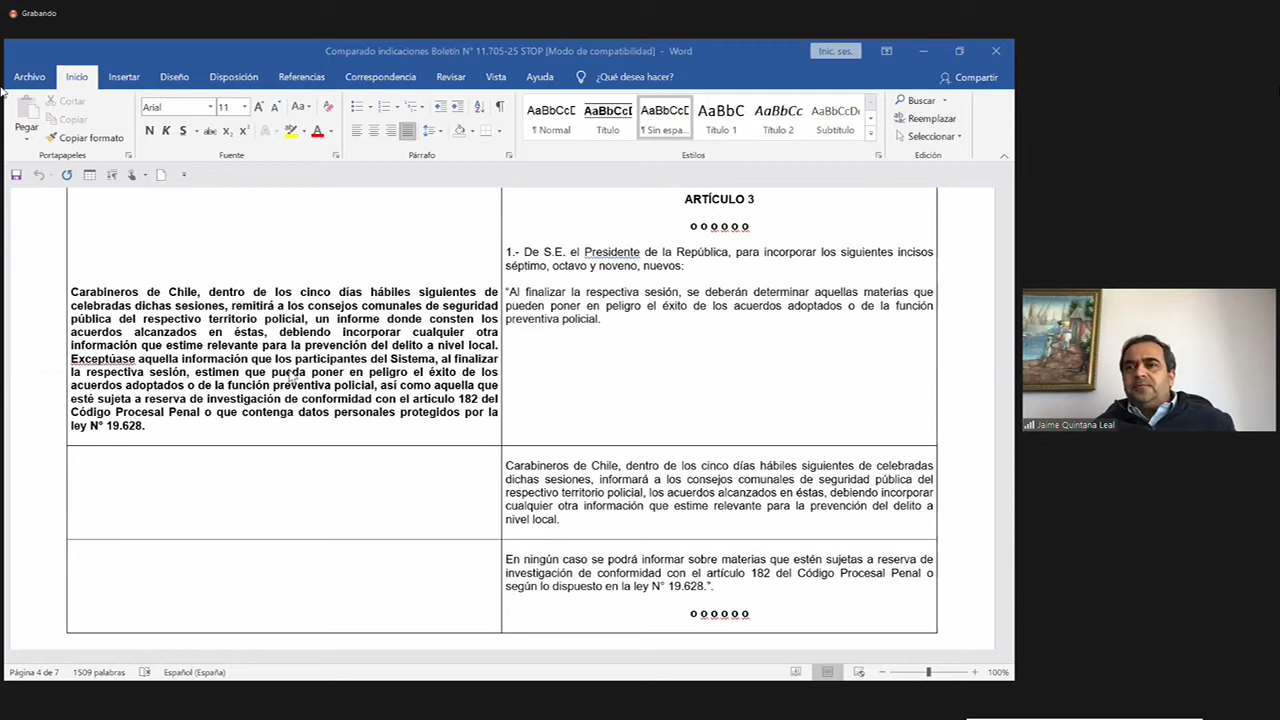 Grabando
Comparado indicaciones Boletín N° 11.705-25 STOP [Modo de compatibilidad] - Word
Inic. ses.
Archivo Inicio Insertar Diseño Disposición Referencias Correspondencia Revisar Vista Ayuda ¿Qué desea hacer? Compartir
Pegar
Cortar
Copiar
Copiar formato
Portapapeles
Arial 11
N K S abc x₂ x²
Fuente
Párrafo
AaBbCcD AaBbCcD AaBbCcD AaBbC AaBbC AaBbCcDı
¶ Normal Título ¶ Sin espa... Título 1 Título 2 Subtítulo
Estilos
Buscar
Reemplazar
Seleccionar
Edición
Carabineros de Chile, dentro de los cinco días hábiles siguientes de
celebradas dichas sesiones, remitirá a los consejos comunales de seguridad
pública del respectivo territorio policial, un informe donde consten los
acuerdos alcanzados en éstas, debiendo incorporar cualquier otra
información que estime relevante para la prevención del delito a nivel local.
Exceptúase aquella información que los participantes del Sistema, al finalizar
la respectiva sesión, estimen que pueda poner en peligro el éxito de los
acuerdos adoptados o de la función preventiva policial, así como aquella que
esté sujeta a reserva de investigación de conformidad con el artículo 182 del
Código Procesal Penal o que contenga datos personales protegidos por la
ley N° 19.628.
ARTÍCULO 3
o o o o o o
1.- De S.E. el Presidente de la República, para incorporar los siguientes incisos
séptimo, octavo y noveno, nuevos:
“Al finalizar la respectiva sesión, se deberán determinar aquellas materias que
pueden poner en peligro el éxito de los acuerdos adoptados o de la función
preventiva policial.
Carabineros de Chile, dentro de los cinco días hábiles siguientes de celebradas
dichas sesiones, informará a los consejos comunales de seguridad pública del
respectivo territorio policial, los acuerdos alcanzados en éstas, debiendo incorporar
cualquier otra información que estime relevante para la prevención del delito a
nivel local.
En ningún caso se podrá informar sobre materias que estén sujetas a reserva de
investigación de conformidad con el artículo 182 del Código Procesal Penal o
según lo dispuesto en la ley N° 19.628.”.
o o o o o o
Jaime Quintana Leal
Página 4 de 7 1509 palabras Español (España) 100%